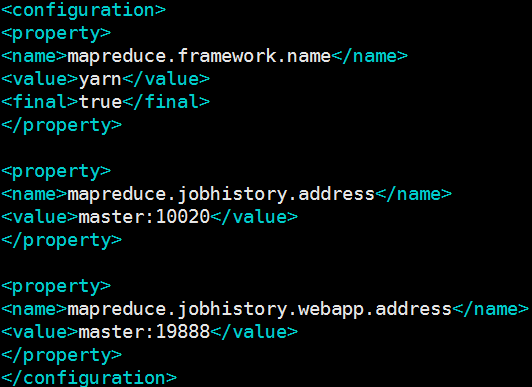 <configuration>
<property>
<name>mapreduce.framework.name</name>
<value>yarn</value>
<final>true</final>
</property>

<property>
<name>mapreduce.jobhistory.address</name>
<value>master:10020</value>
</property>

<property>
<name>mapreduce.jobhistory.webapp.address</name>
<value>master:19888</value>
</property>
</configuration>